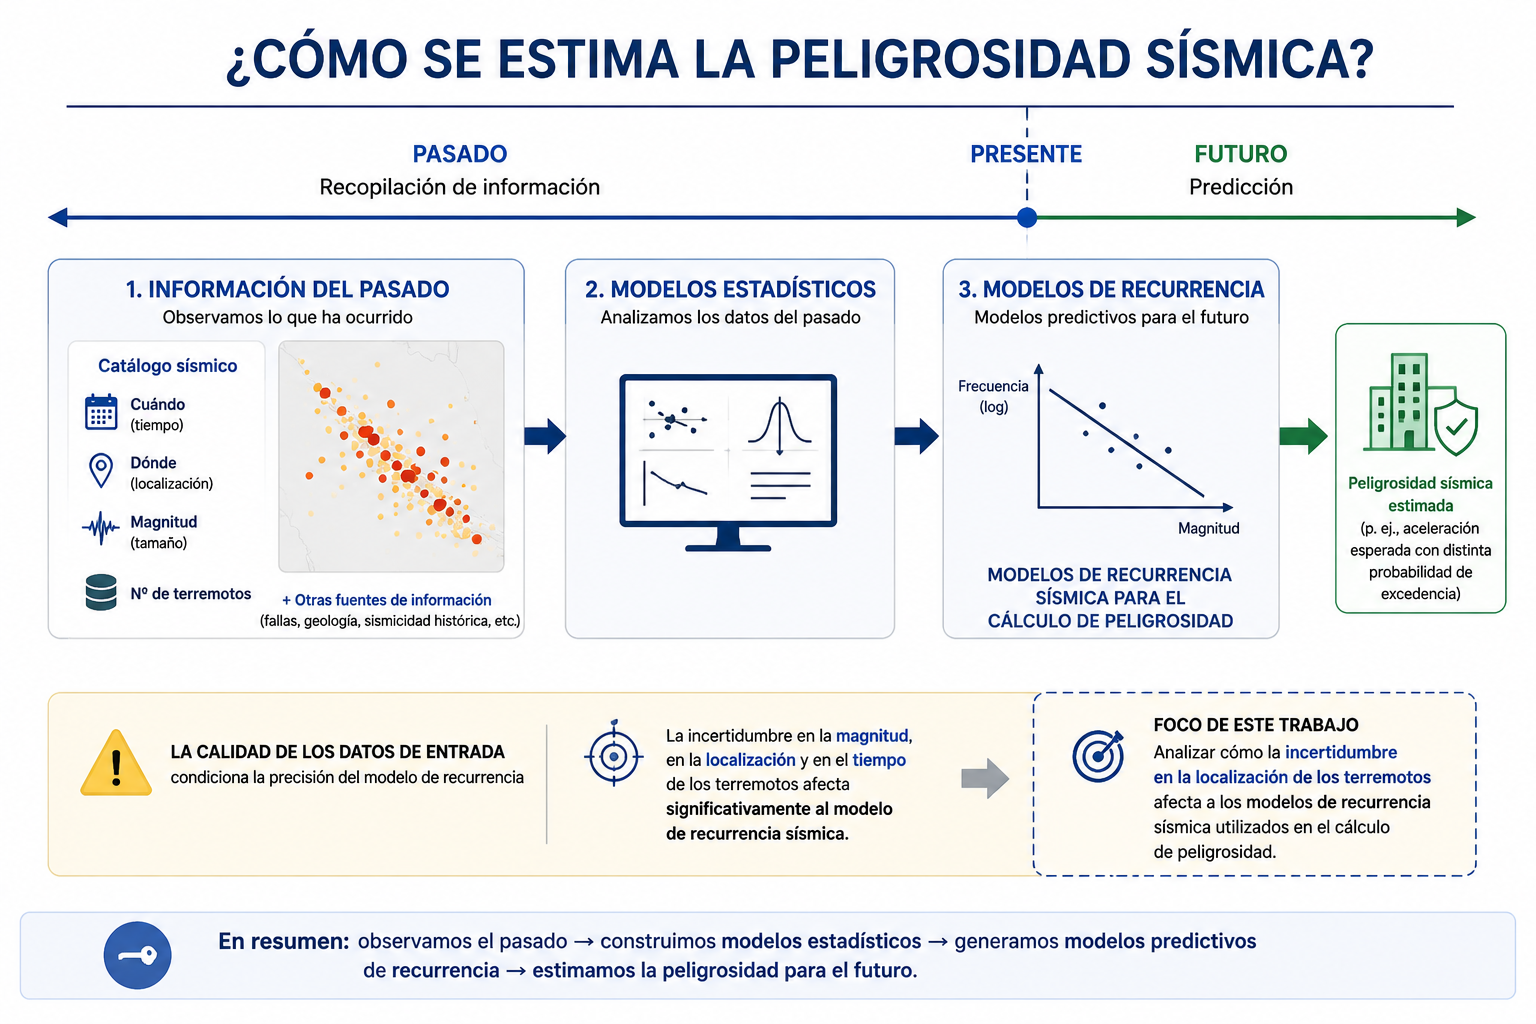 ¿CÓMO SE ESTIMA LA PELIGROSIDAD SÍSMICA?
PASADO
Recopilación de información
PRESENTE
FUTURO
Predicción
1. INFORMACIÓN DEL PASADO
Observamos lo que ha ocurrido
Catálogo sísmico
Cuándo
(tiempo)
Dónde
(localización)
Magnitud
(tamaño)
Nº de terremotos
+ Otras fuentes de información
(fallas, geología, sismicidad histórica, etc.)
2. MODELOS ESTADÍSTICOS
Analizamos los datos del pasado
3. MODELOS DE RECURRENCIA
Modelos predictivos para el futuro
Frecuencia
(log)
Magnitud
MODELOS DE RECURRENCIA
SÍSMICA PARA EL
CÁLCULO DE PELIGROSIDAD
Peligrosidad sísmica
estimada
(p. ej., aceleración
esperada con distinta
probabilidad de
excedencia)
LA CALIDAD DE LOS DATOS DE ENTRADA
condiciona la precisión del modelo de recurrencia
La incertidumbre en la magnitud,
en la localización y en el tiempo
de los terremotos afecta
significativamente al modelo
de recurrencia sísmica.
FOCO DE ESTE TRABAJO
Analizar cómo la incertidumbre
en la localización de los terremotos
afecta a los modelos de recurrencia
sísmica utilizados en el cálculo
de peligrosidad.
En resumen: observamos el pasado → construimos modelos estadísticos → generamos modelos predictivos
de recurrencia → estimamos la peligrosidad para el futuro.